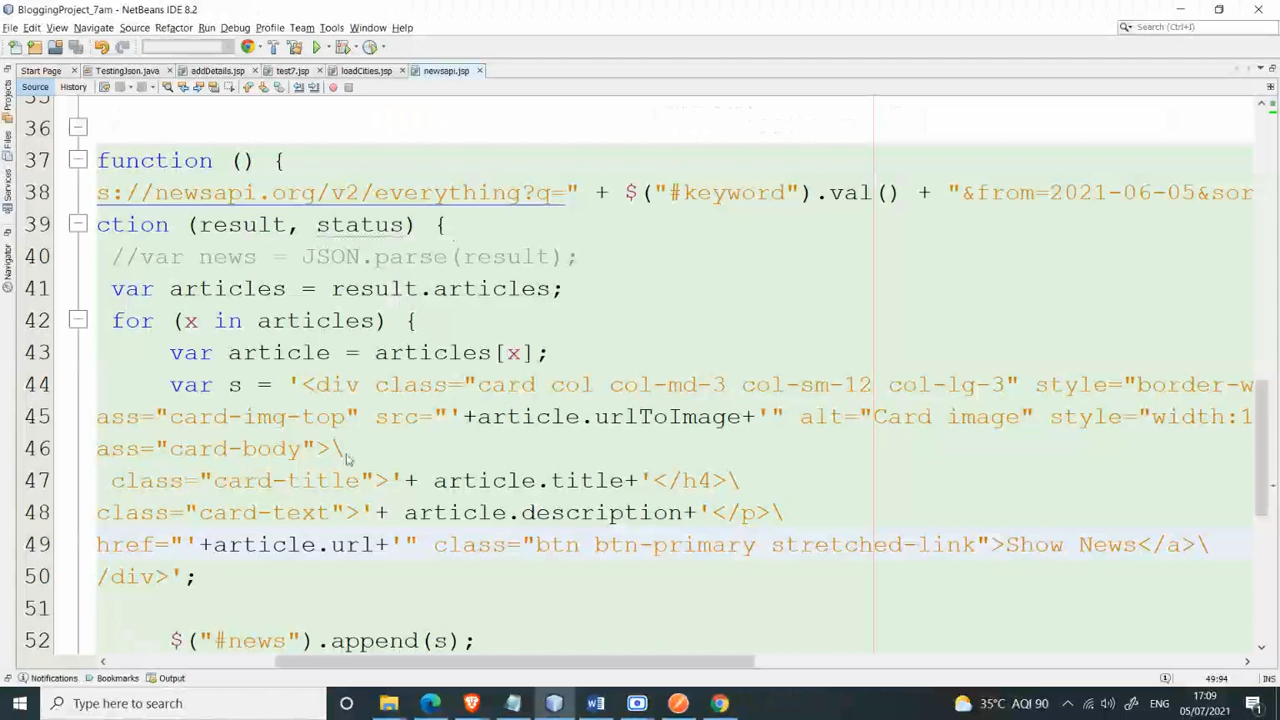 BloggingProject_7am - NetBeans IDE 8.2
File Edit View Navigate Source Refactor Run Debug Profile Team Tools Window Help
Search (Ctrl+I)
Start Page TestingJson.java addDetails.jsp test7.jsp loadCities.jsp newsapi.jsp
Source History
Projects
Files
Services
Navigator
35
36
37 function () {
38 s://newsapi.org/v2/everything?q=" + $("#keyword").val() + "&from=2021-06-05&sor
39 ction (result, status) {
40 //var news = JSON.parse(result);
41 var articles = result.articles;
42 for (x in articles) {
43 var article = articles[x];
44 var s = '<div class="card col col-md-3 col-sm-12 col-lg-3" style="border-w
45 ass="card-img-top" src="'+article.urlToImage+'" alt="Card image" style="width:1
46 ass="card-body">\
47 class="card-title">'+ article.title+'</h4>\
48 class="card-text">'+ article.description+'</p>\
49 href="'+article.url+'" class="btn btn-primary stretched-link">Show News</a>\
50 /div>';
51
52 $("#news").append(s);
Notifications Bookmarks Output
49:94 INS
Type here to search
35°C AQI 90 ENG
17:09
05/07/2021